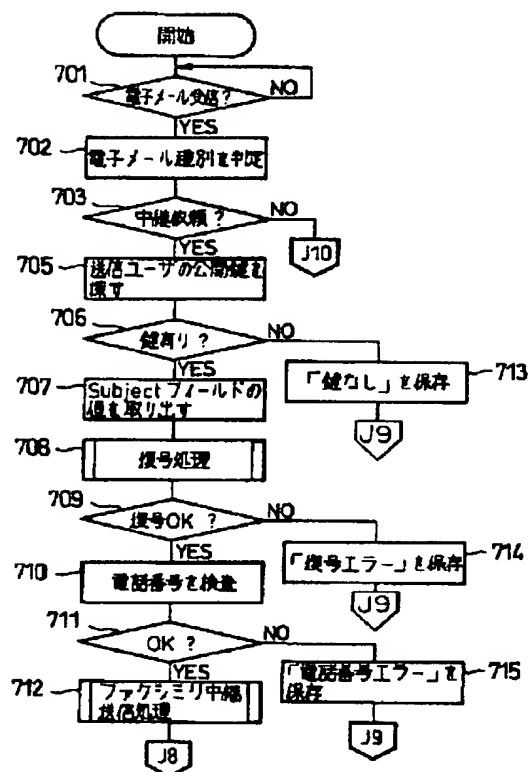 開始
701
電子メール受信?
NO
YES
702
電子メール種別を判定
703
中継依頼?
NO
J10
YES
705
送信ユーザの公開鍵を
捜す
706
鍵有り?
NO
「鍵なし」を保存
713
J9
YES
707
Subjectフィールドの
値を取り出す
708
復号処理
709
復号OK ?
NO
「復号エラー」を保存
714
J9
YES
710
電話番号を検査
711
OK ?
NO
「電話番号エラー」を
保存
715
J9
YES
712
ファクシミリ中継
送信処理
J8